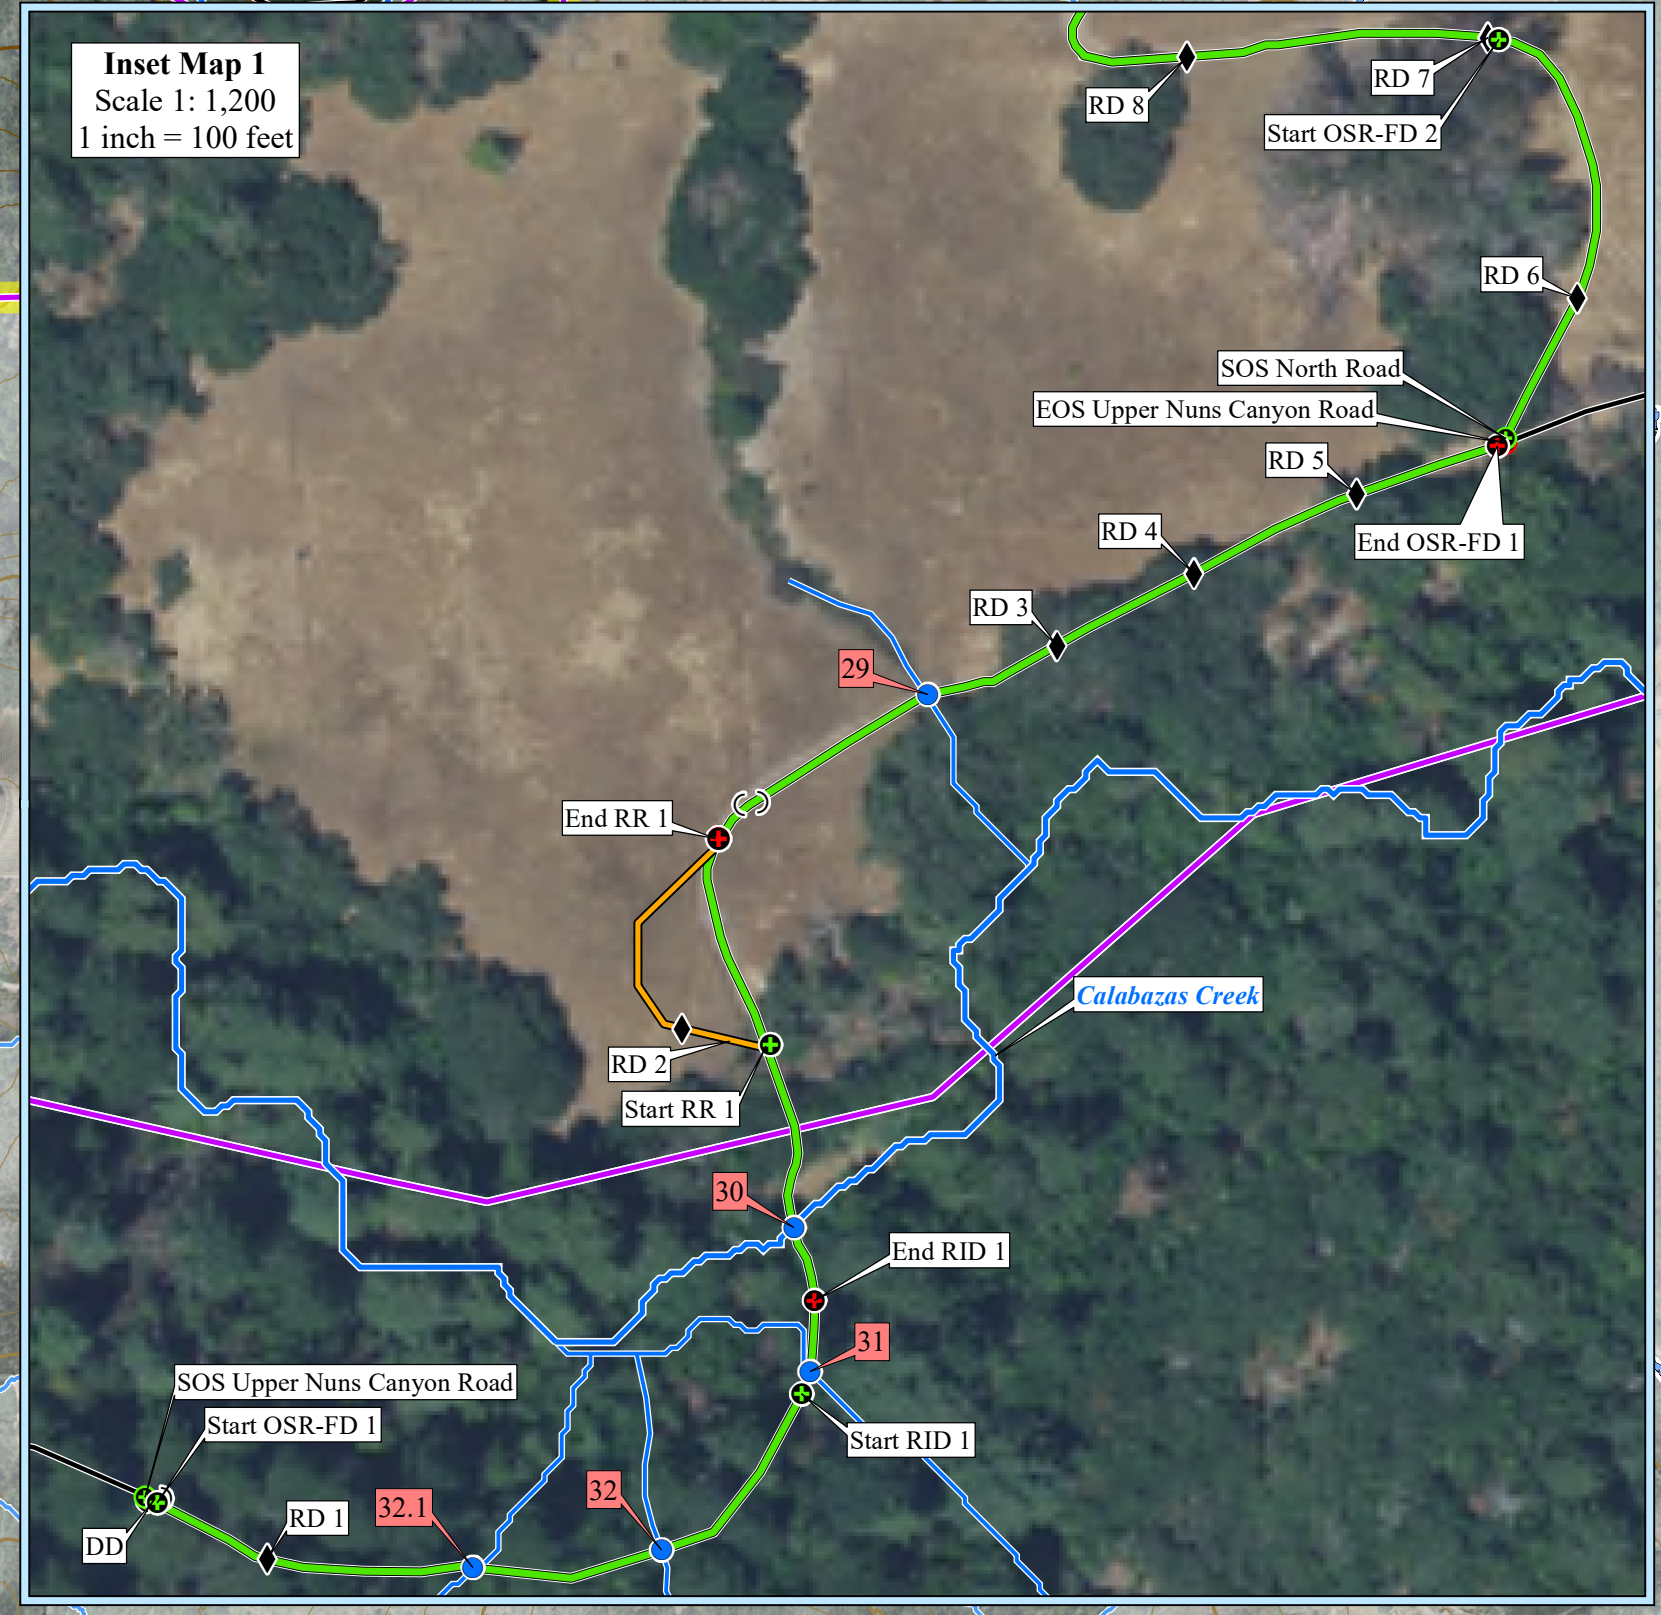 Inset Map 1
Scale 1: 1,200
1 inch = 100 feet
RD 7
RD 8
Start OSR-FD 2
RD 6
SOS North Road
EOS Upper Nuns Canyon Road
RD 5
RD 4
End OSR-FD 1
RD 3
29
End RR 1
Calabazas Creek
RD 2
Start RR 1
30
End RID 1
31
SOS Upper Nuns Canyon Road
Start OSR-FD 1
Start RID 1
32
32.1
RD 1
DD